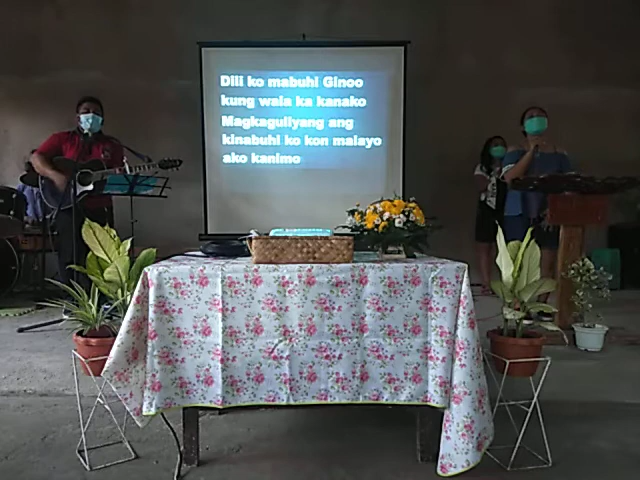 Dili ko mabuhi Ginoo
kung wala ka kanako
Magkaguliyang ang
kinabuhi ko kon malayo
ako kanimo